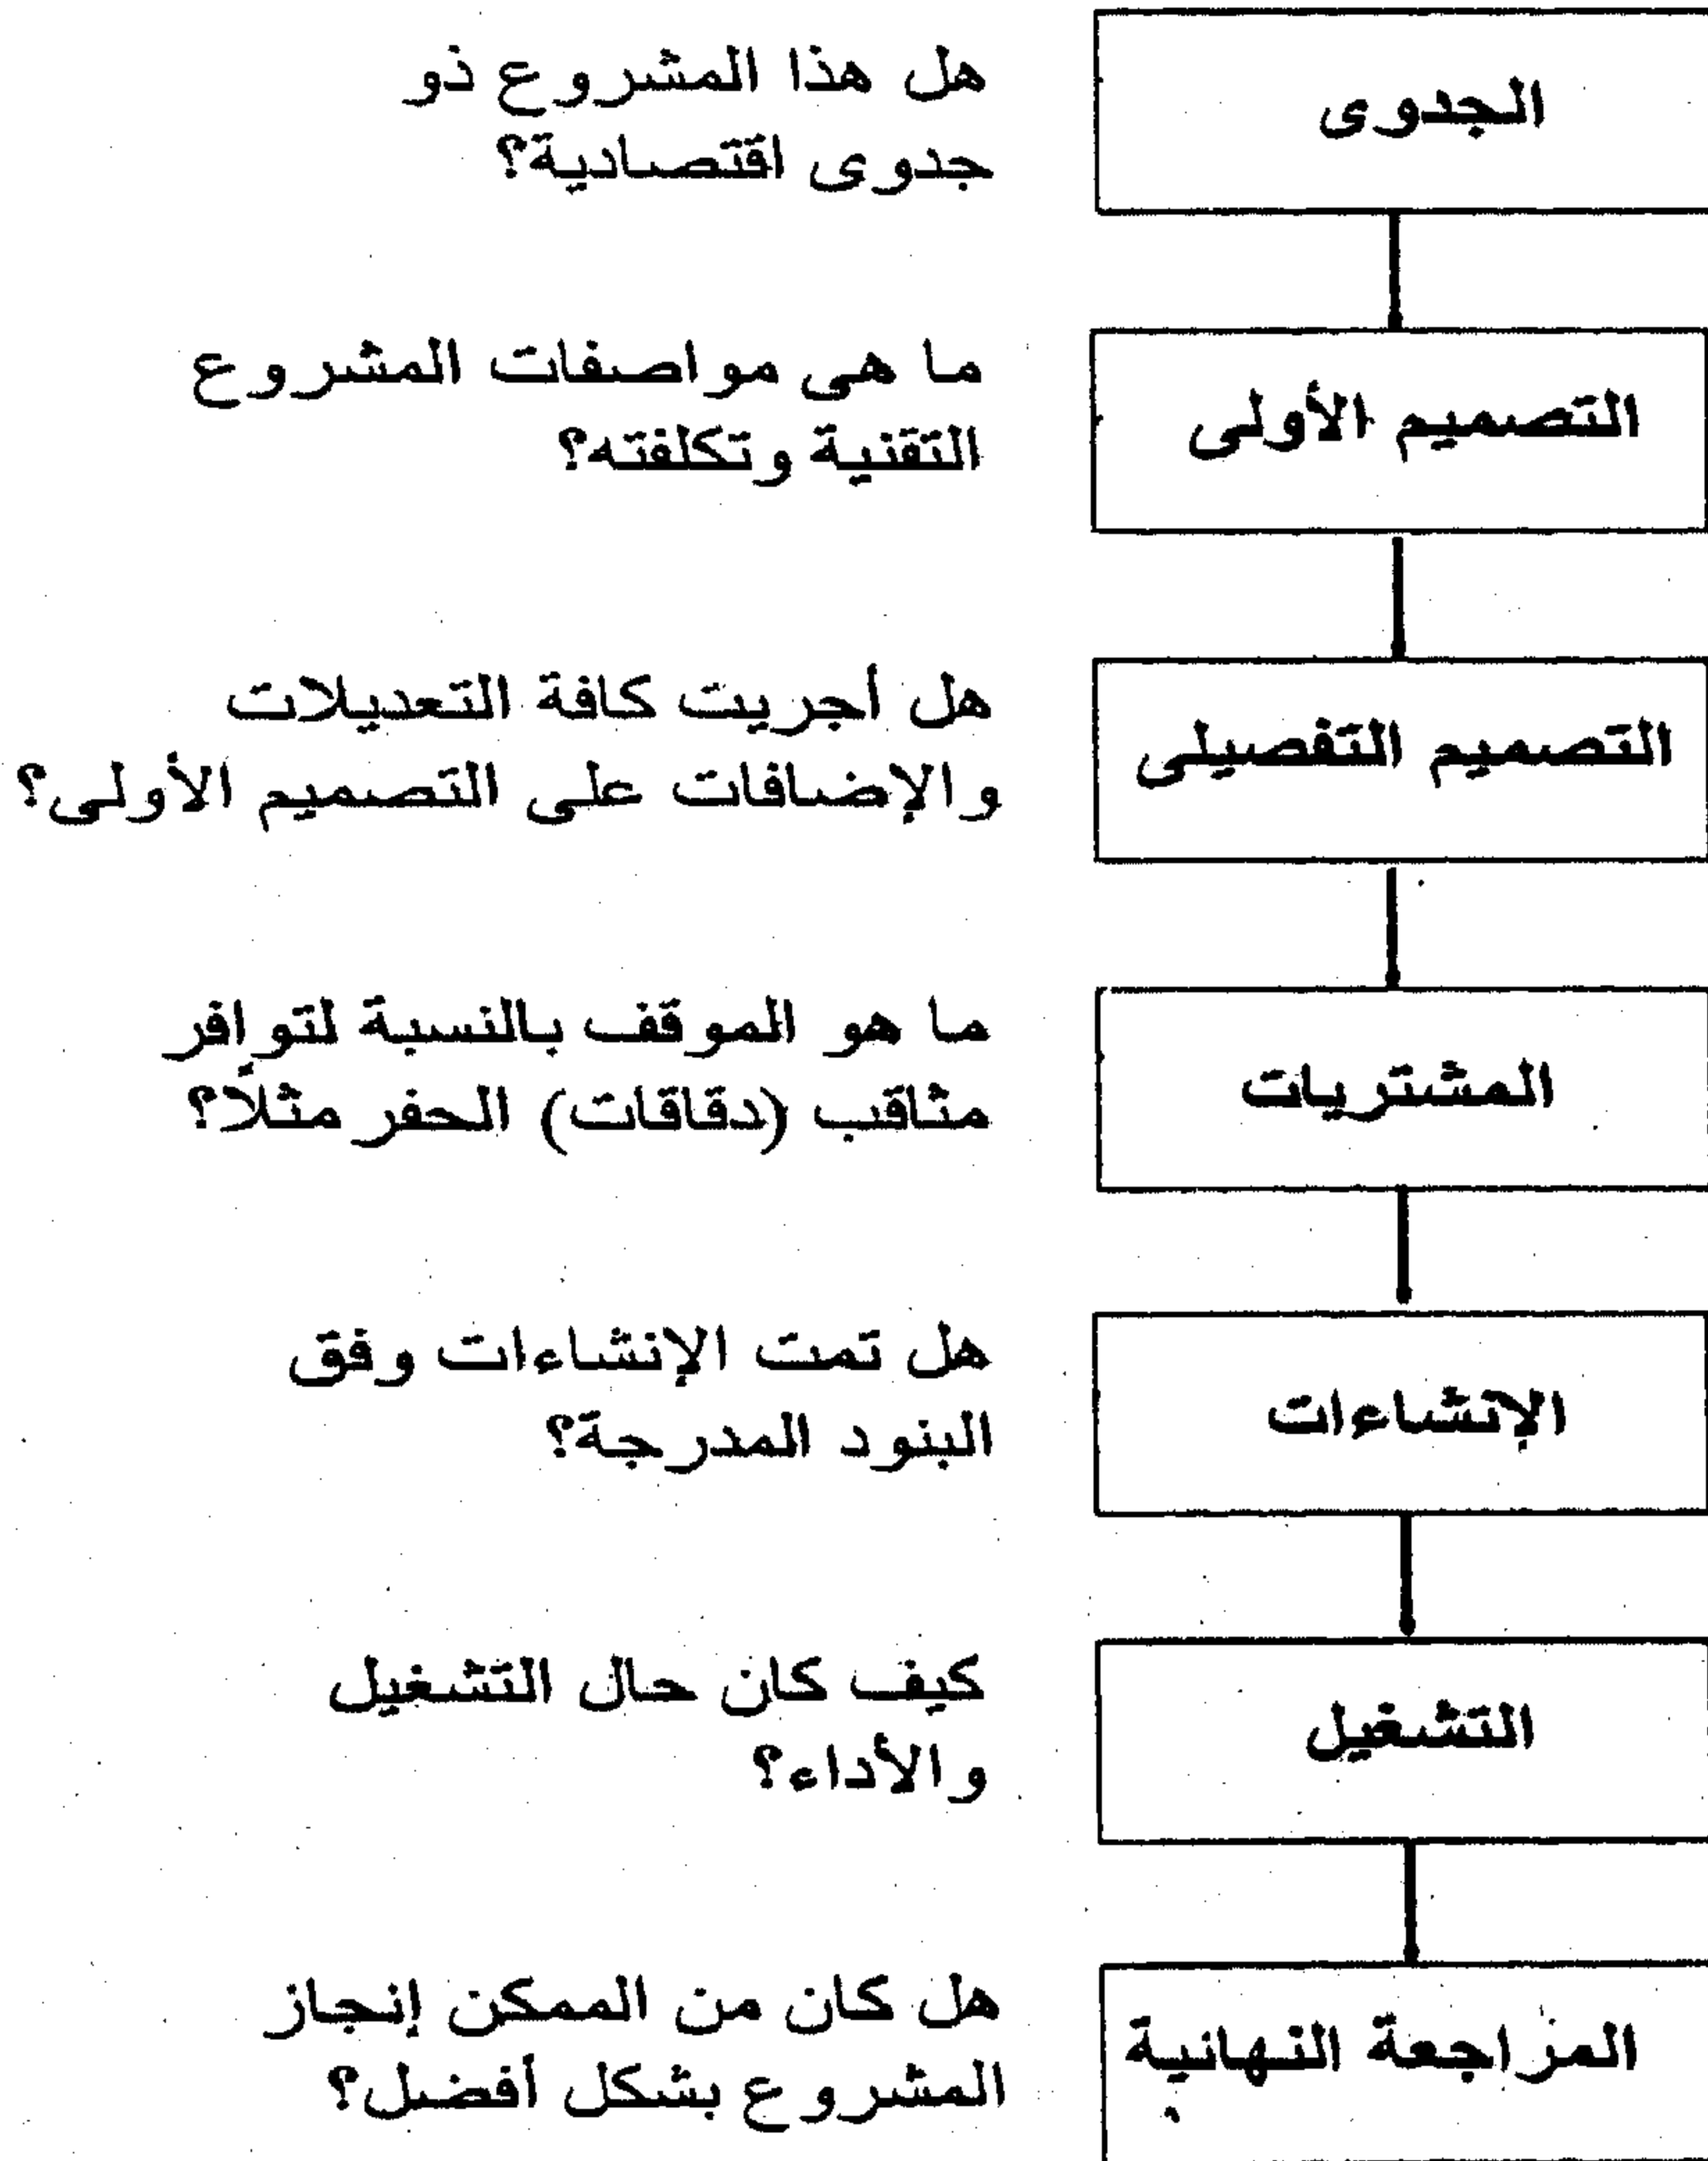 الجدوى
هل هذا المشروع ذو
جدوى اقتصادية؟
التصميم الأولى
ما هى مواصفات المشروع
التقنية وتكلفته؟
التصميم التفصيلى
هل أجريت كافة التعديلات
والإضافات على التصميم الأولى؟
المشتريات
ما هو الموقف بالنسبة لتوافر
مثاقب (دقاقات) الحفر مثلاً؟
الإنشاءات
هل تمت الإنشاءات وفق
البنود المدرجة؟
التشغيل
كيف كان حال التشغيل
والأداء؟
المراجعة النهائية
هل كان من الممكن إنجاز
المشروع بشكل أفضل؟